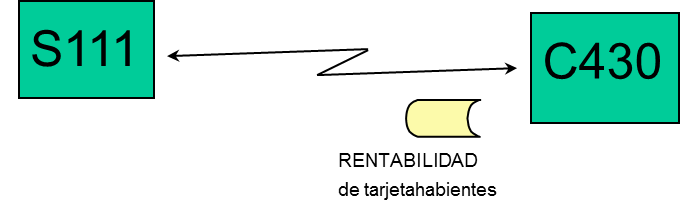 S111
C430
RENTABILIDAD
de tarjetahabientes